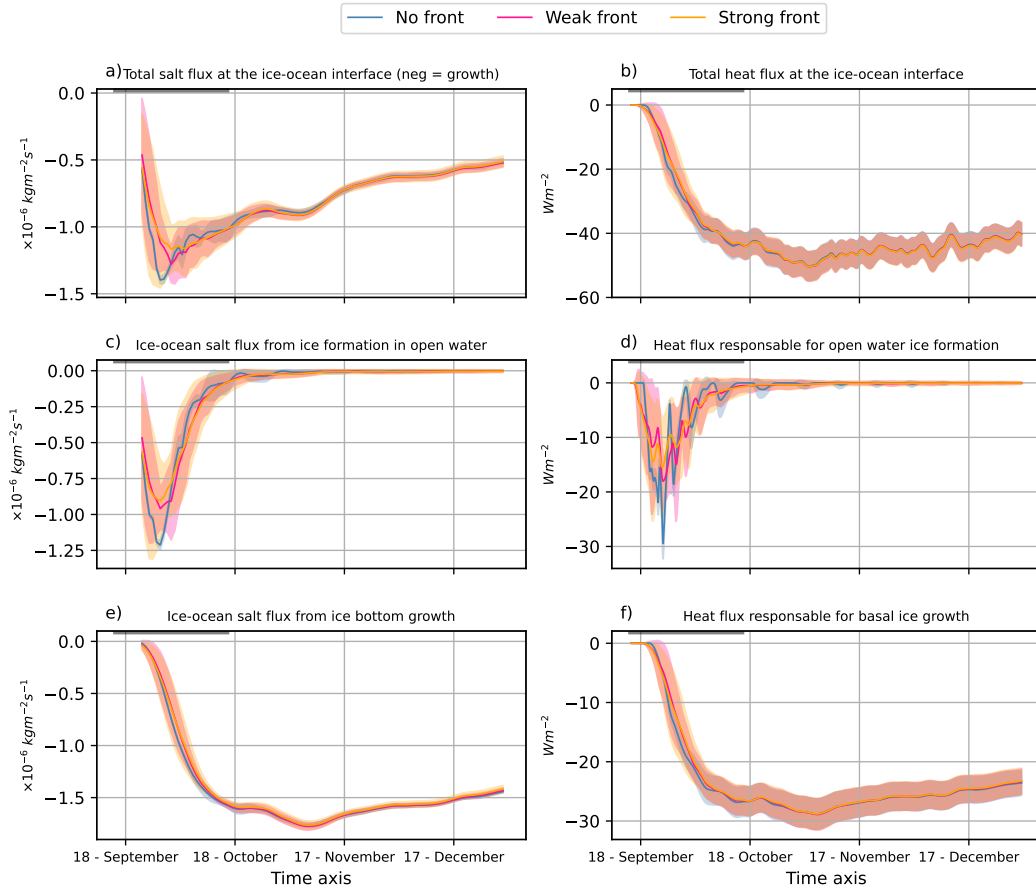 No front Weak front Strong front
a) Total salt flux at the ice-ocean interface (neg = growth)
b) Total heat flux at the ice-ocean interface
0.0
−0.5
−1.0
−1.5
×10⁻⁶ kgm⁻²s⁻¹
0
−20
−40
−60
Wm⁻²
c) Ice-ocean salt flux from ice formation in open water
d) Heat flux responsable for open water ice formation
0.00
−0.25
−0.50
−0.75
−1.00
−1.25
×10⁻⁶ kgm⁻²s⁻¹
0
−10
−20
−30
Wm⁻²
e) Ice-ocean salt flux from ice bottom growth
f) Heat flux responsable for basal ice growth
0.0
−0.5
−1.0
−1.5
×10⁻⁶ kgm⁻²s⁻¹
0
−10
−20
−30
Wm⁻²
18 - September 18 - October 17 - November 17 - December
Time axis
18 - September 18 - October 17 - November 17 - December
Time axis